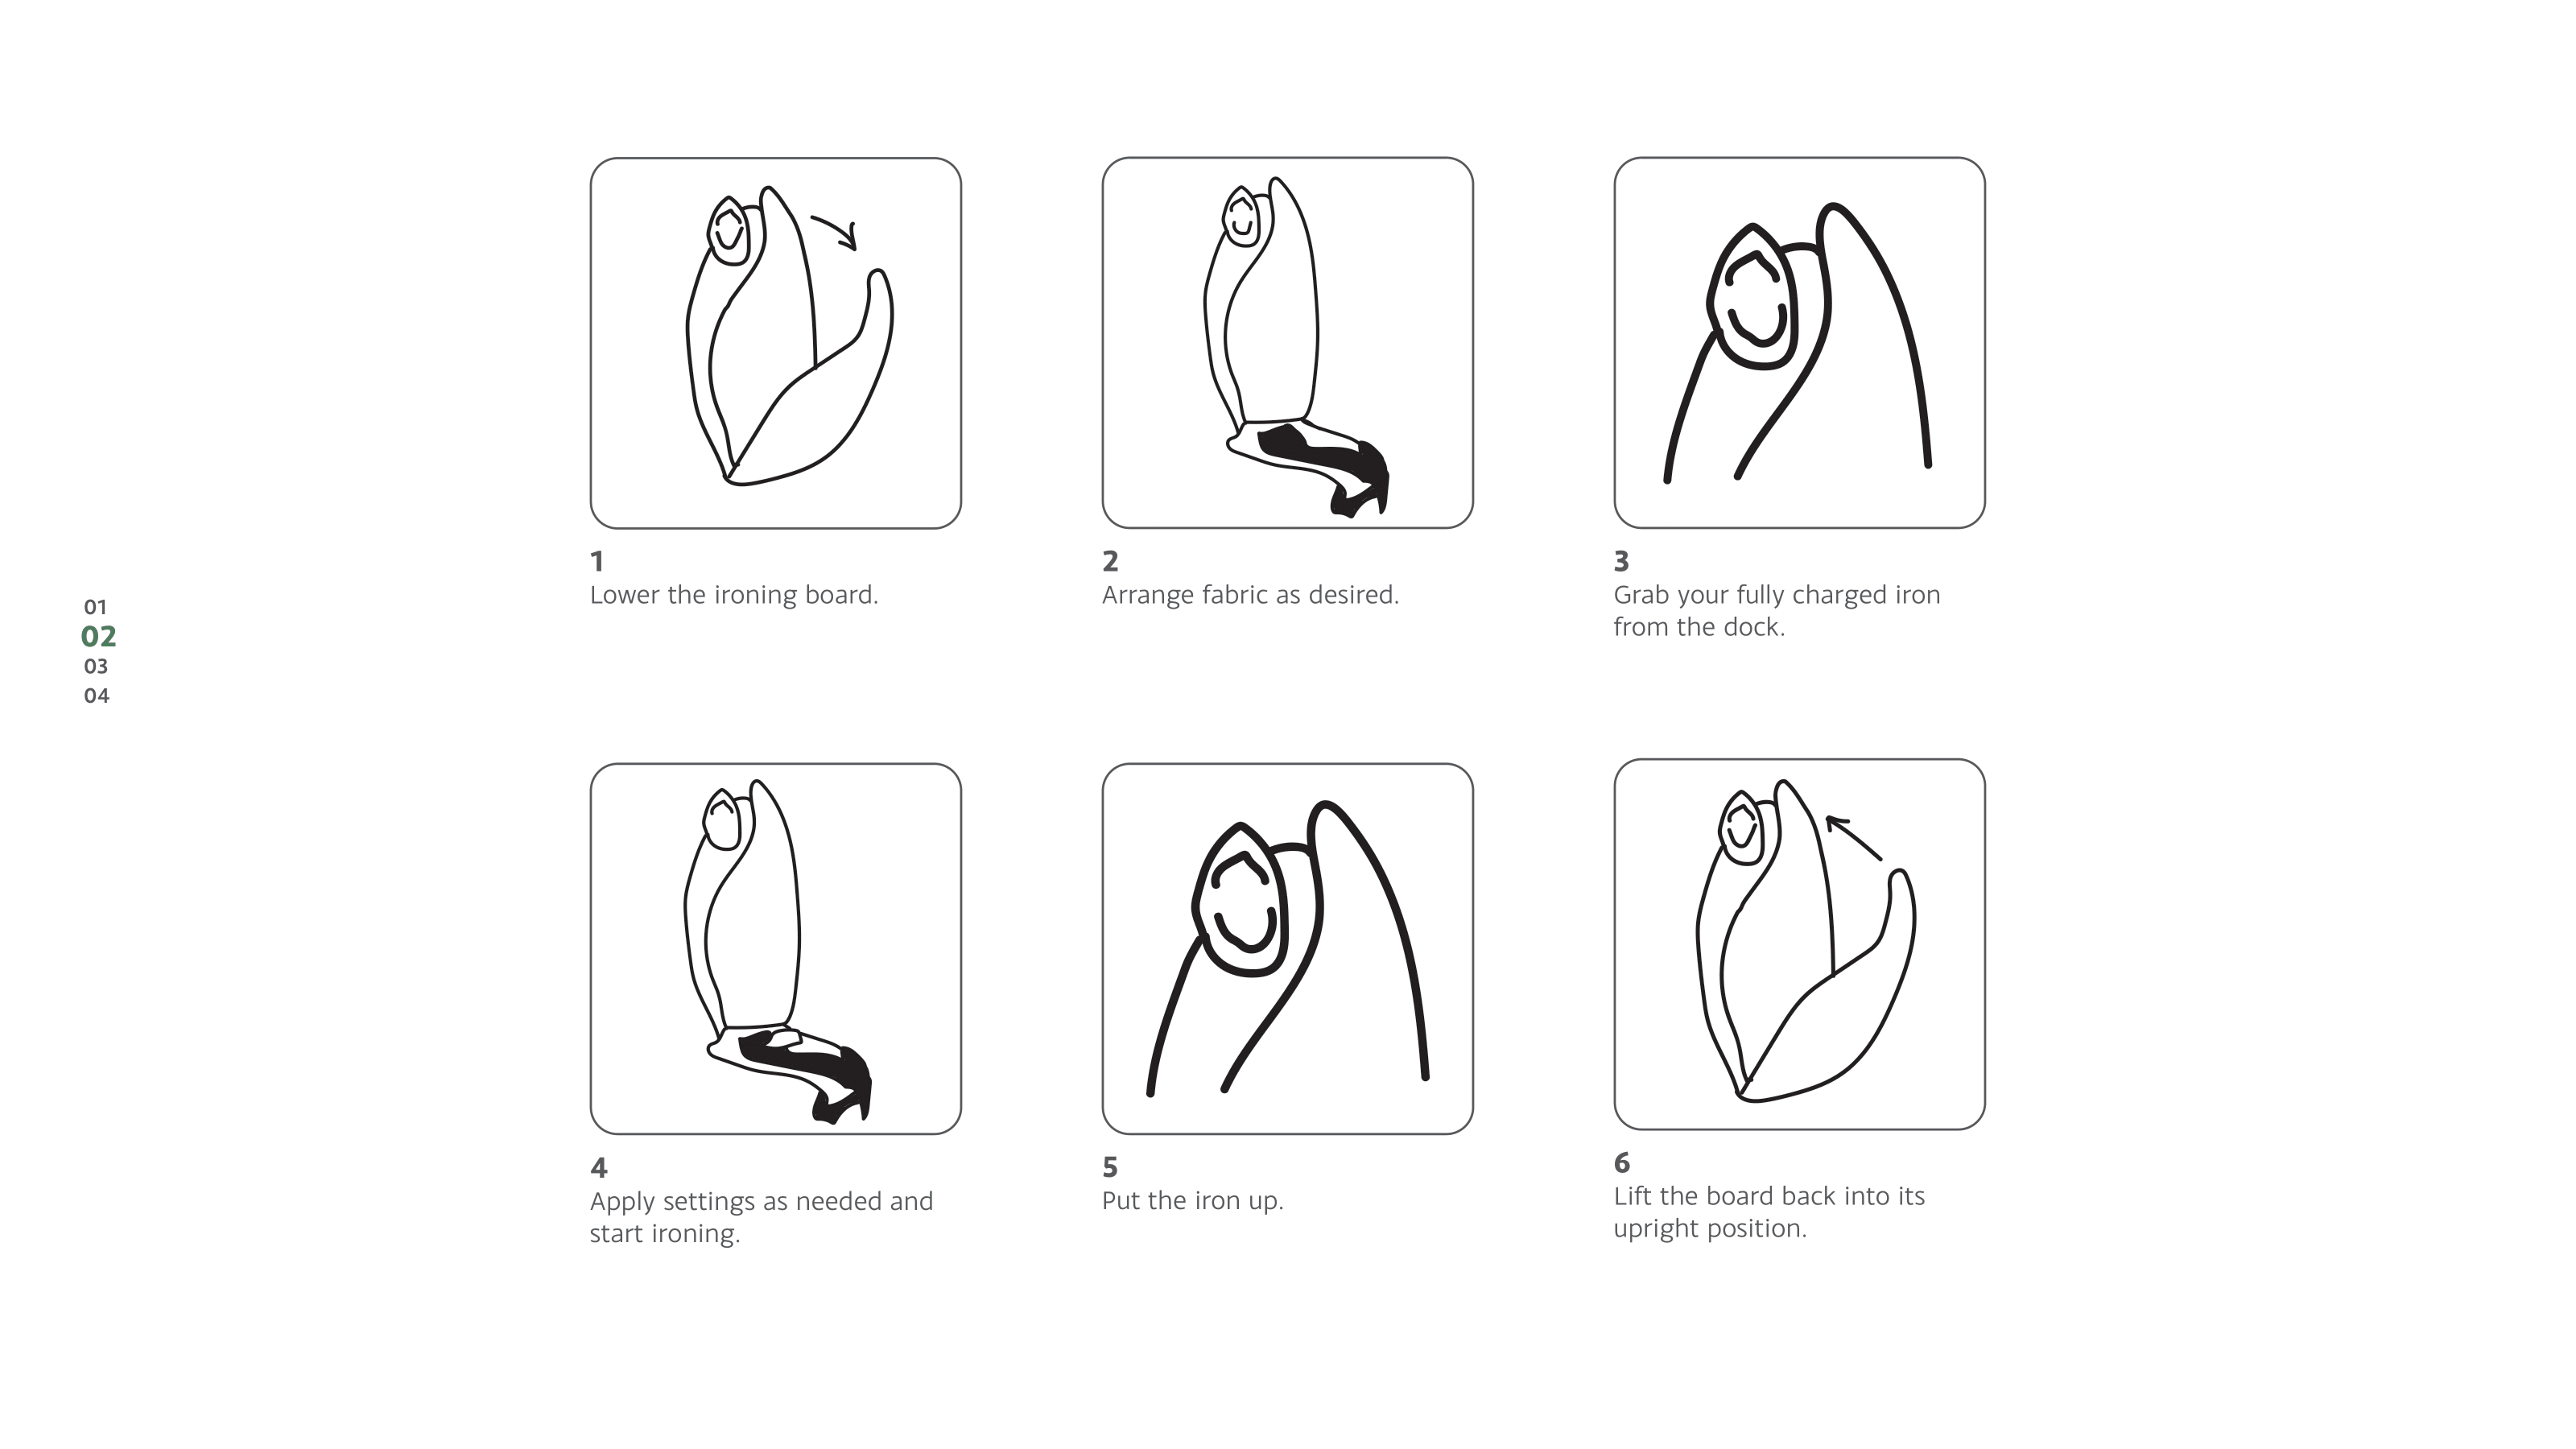 01
02
03
04
1
Lower the ironing board.
2
Arrange fabric as desired.
3
Grab your fully charged iron
from the dock.
4
Apply settings as needed and
start ironing.
5
Put the iron up.
6
Lift the board back into its
upright position.